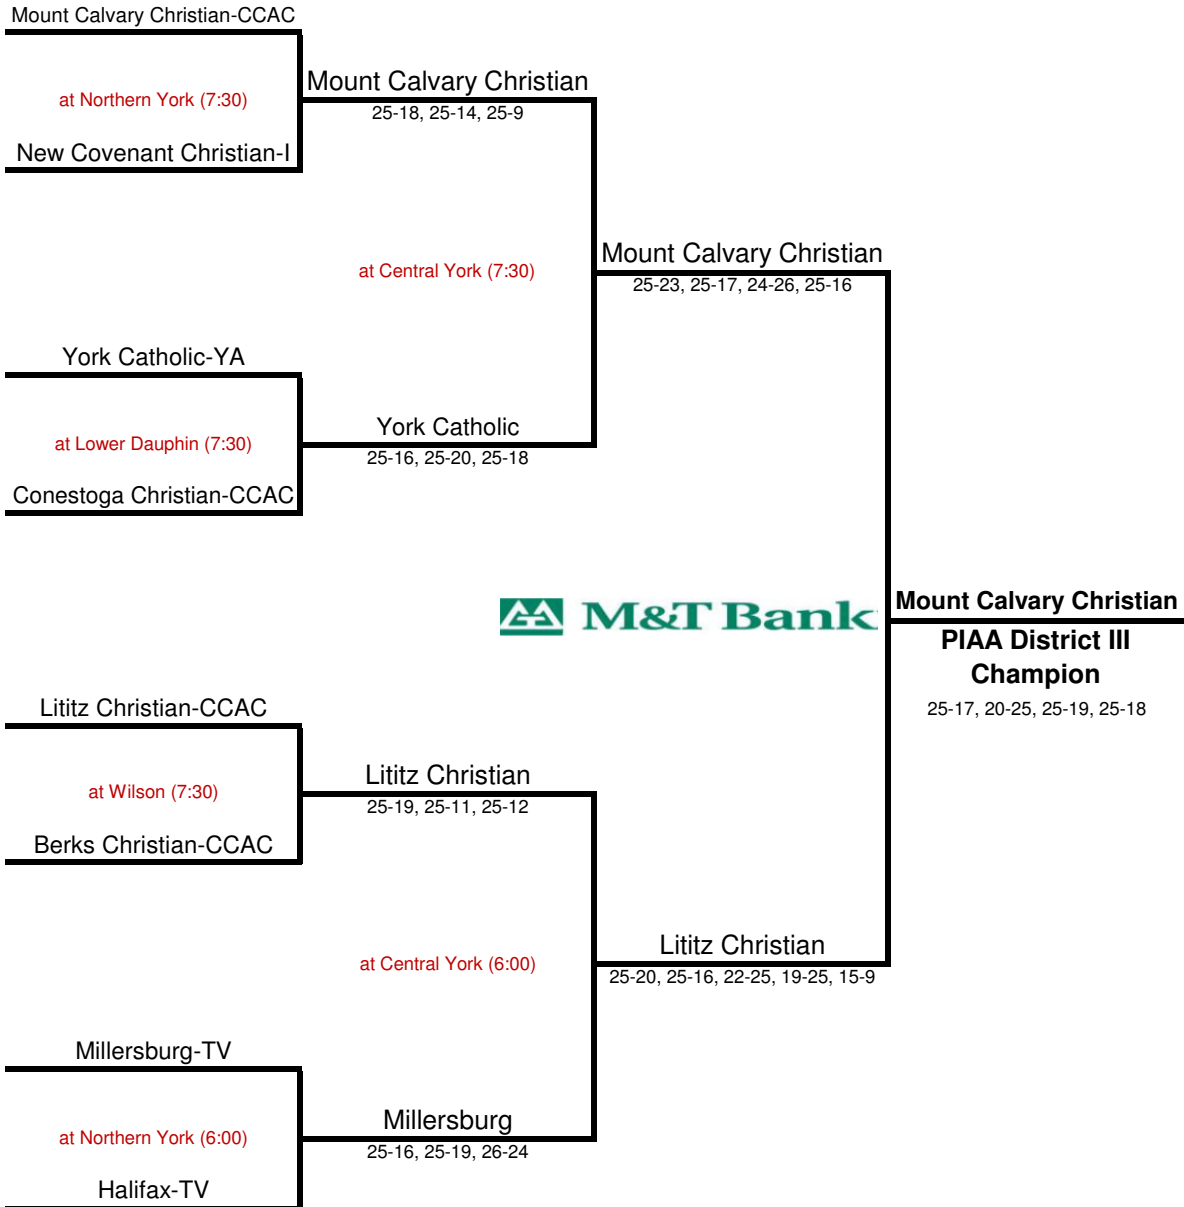 Mount Calvary Christian-CCAC
Mount Calvary Christian
at Northern York (7:30)
25-18, 25-14, 25-9
New Covenant Christian-I
Mount Calvary Christian
at Central York (7:30)
25-23, 25-17, 24-26, 25-16
York Catholic-YA
York Catholic
at Lower Dauphin (7:30)
25-16, 25-20, 25-18
Conestoga Christian-CCAC
M&T Bank
Mount Calvary Christian
PIAA District III
Champion
25-17, 20-25, 25-19, 25-18
Lititz Christian-CCAC
Lititz Christian
at Wilson (7:30)
25-19, 25-11, 25-12
Berks Christian-CCAC
Lititz Christian
at Central York (6:00)
25-20, 25-16, 22-25, 19-25, 15-9
Millersburg-TV
Millersburg
at Northern York (6:00)
25-16, 25-19, 26-24
Halifax-TV